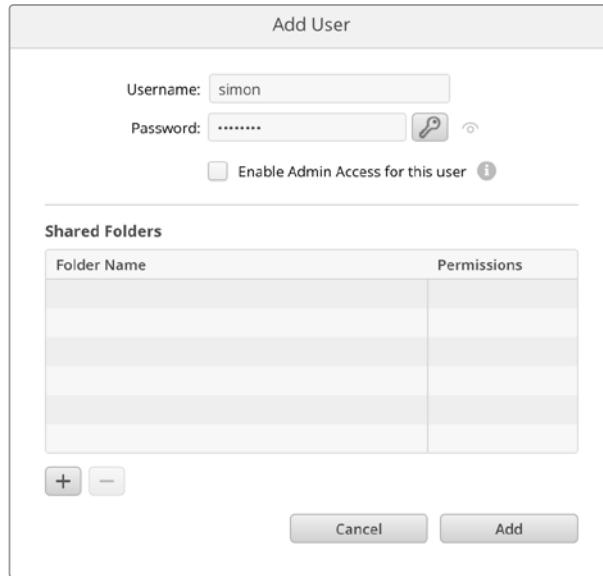 Add User
Username: simon
Password: ••••••••
Enable Admin Access for this user
Shared Folders
Folder Name Permissions
Cancel Add